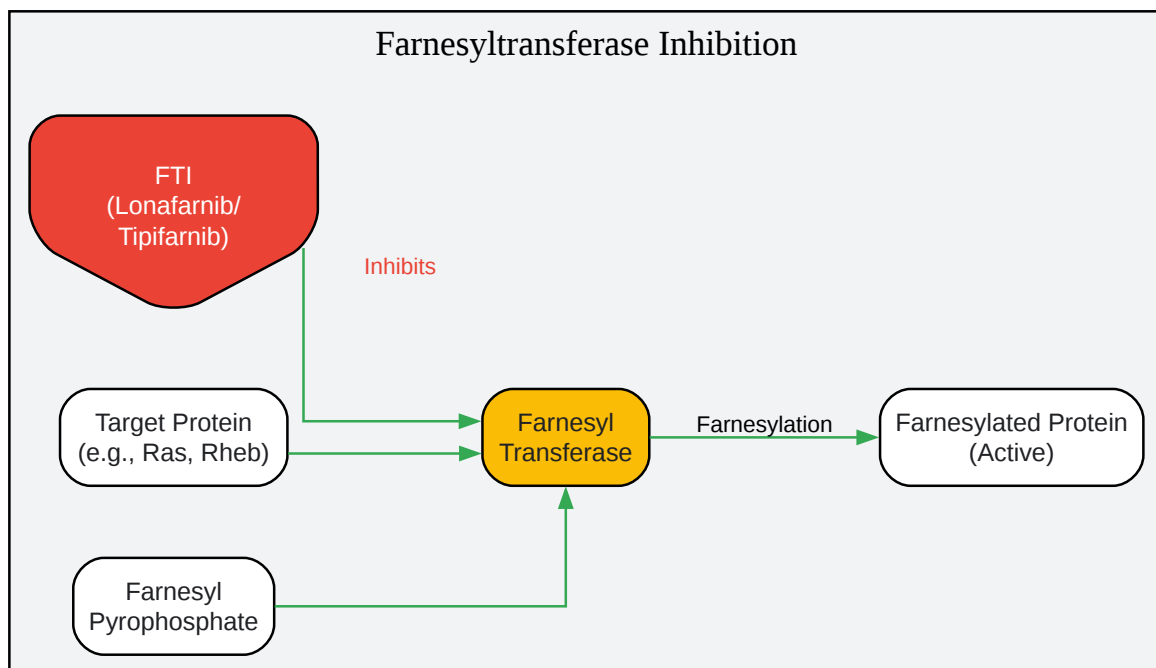 Farnesyltransferase Inhibition
FTI
(Lonafarnib/
Tipifarnib)
Inhibits
Target Protein
(e.g., Ras, Rheb)
Farnesyl
Transferase
Farnesylation
Farnesylated Protein
(Active)
Farnesyl
Pyrophosphate